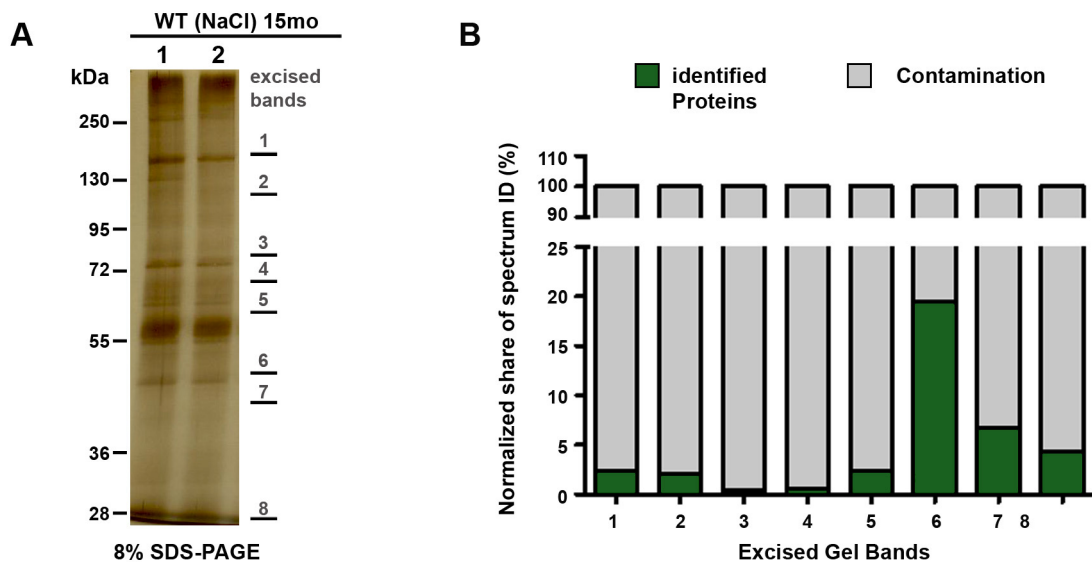 A
WT (NaCl) 15mo
1 2
kDa
excised
bands
250
1
130
2
95
3
72
4
5
55
6
7
36
28
8
8% SDS-PAGE
B
identified
Proteins
Contamination
Normalized share of spectrum ID (%)
110
100
90
25
20
15
10
5
0
1 2 3 4 5 6 7 8
Excised Gel Bands